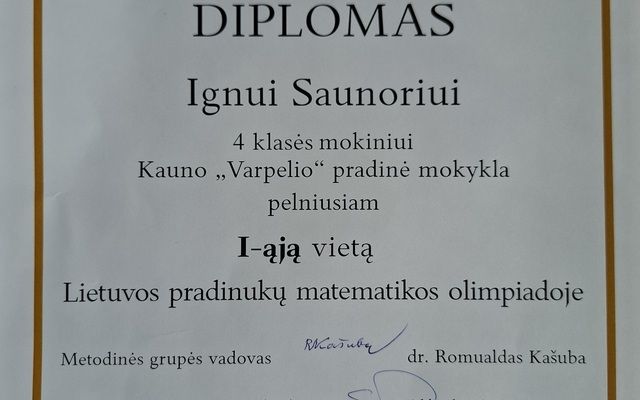 DIPLOMAS
Ignui Saunoriui
4 klasės mokiniui
Kauno „Varpelio“ pradinė mokykla
pelniusiam
I-ąją vietą
Lietuvos pradinukų matematikos olimpiadoje
Metodinės grupės vadovas RKašuba dr. Romualdas Kašuba